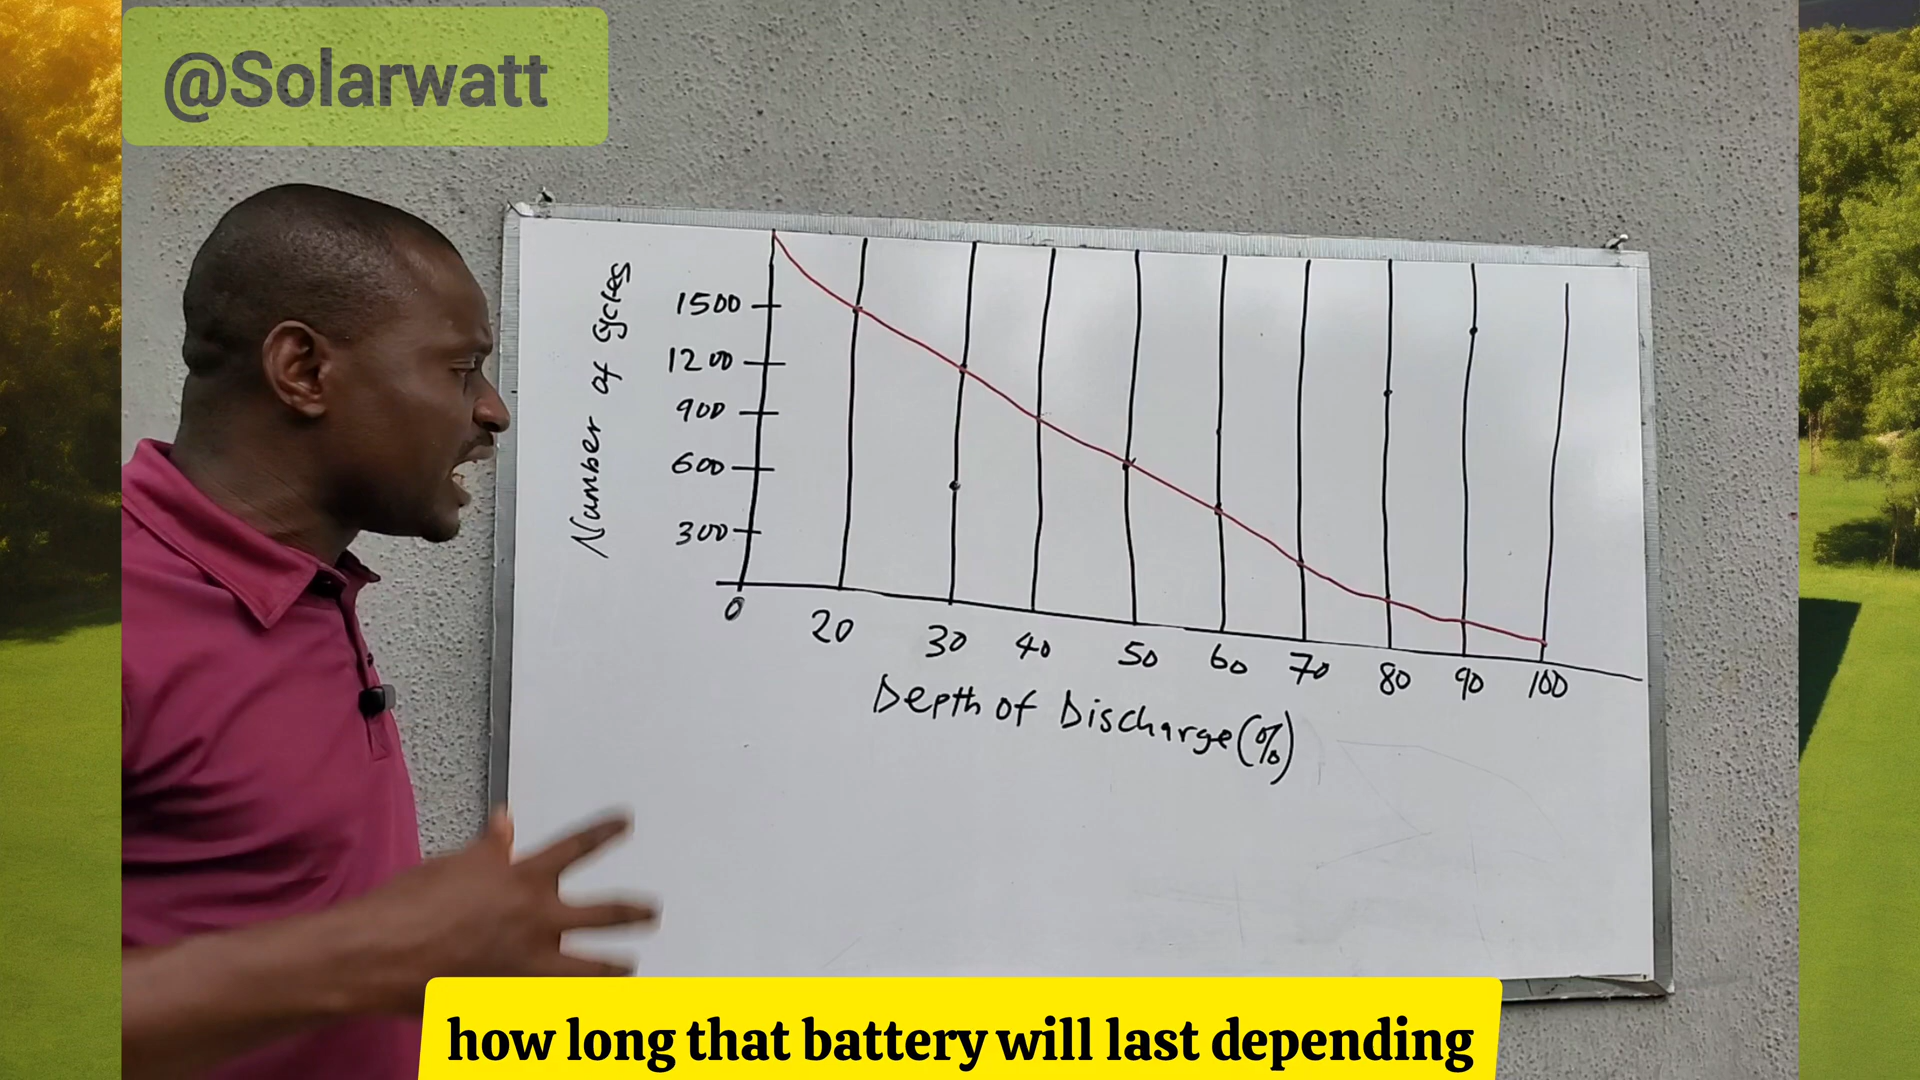 @Solarwatt
Number of Cycles
1500
1200
900
600
300
0 20 30 40 50 60 70 80 90 100
Depth of Discharge (%)
how long that battery will last depending